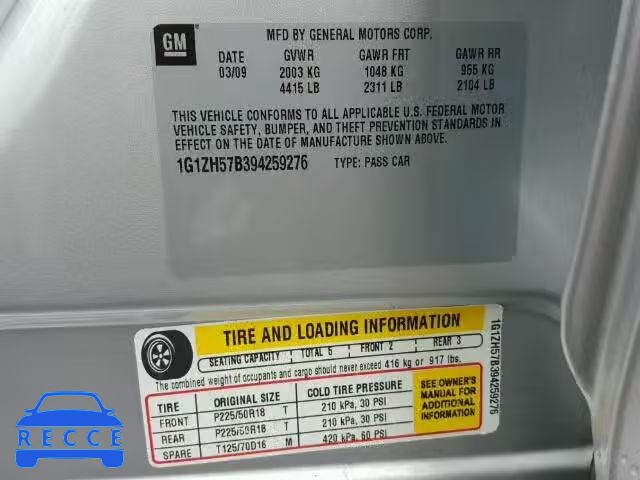 GM
MFD BY GENERAL MOTORS CORP.
DATE GVWR GAWR FRT GAWR RR
03/09 2003 KG 1048 KG 955 KG
4415 LB 2311 LB 2104 LB
THIS VEHICLE CONFORMS TO ALL APPLICABLE U.S. FEDERAL MOTOR
VEHICLE SAFETY, BUMPER, AND THEFT PREVENTION STANDARDS IN
EFFECT ON THE DATE OF MANUFACTURE SHOWN ABOVE.
1G1ZH57B394259276 TYPE: PASS CAR
TIRE AND LOADING INFORMATION
SEATING CAPACITY TOTAL 5 FRONT 2 REAR 3
The combined weight of occupants and cargo should never exceed 416 kg or 917 lbs.
TIRE ORIGINAL SIZE COLD TIRE PRESSURE
FRONT P225/50R18 T 210 kPa, 30 PSI
REAR P225/50R18 T 210 kPa, 30 PSI
SPARE T125/70D16 M 420 kPa, 60 PSI
SEE OWNER'S
MANUAL FOR
ADDITIONAL
INFORMATION
1G1ZH57B394259276
RECCE